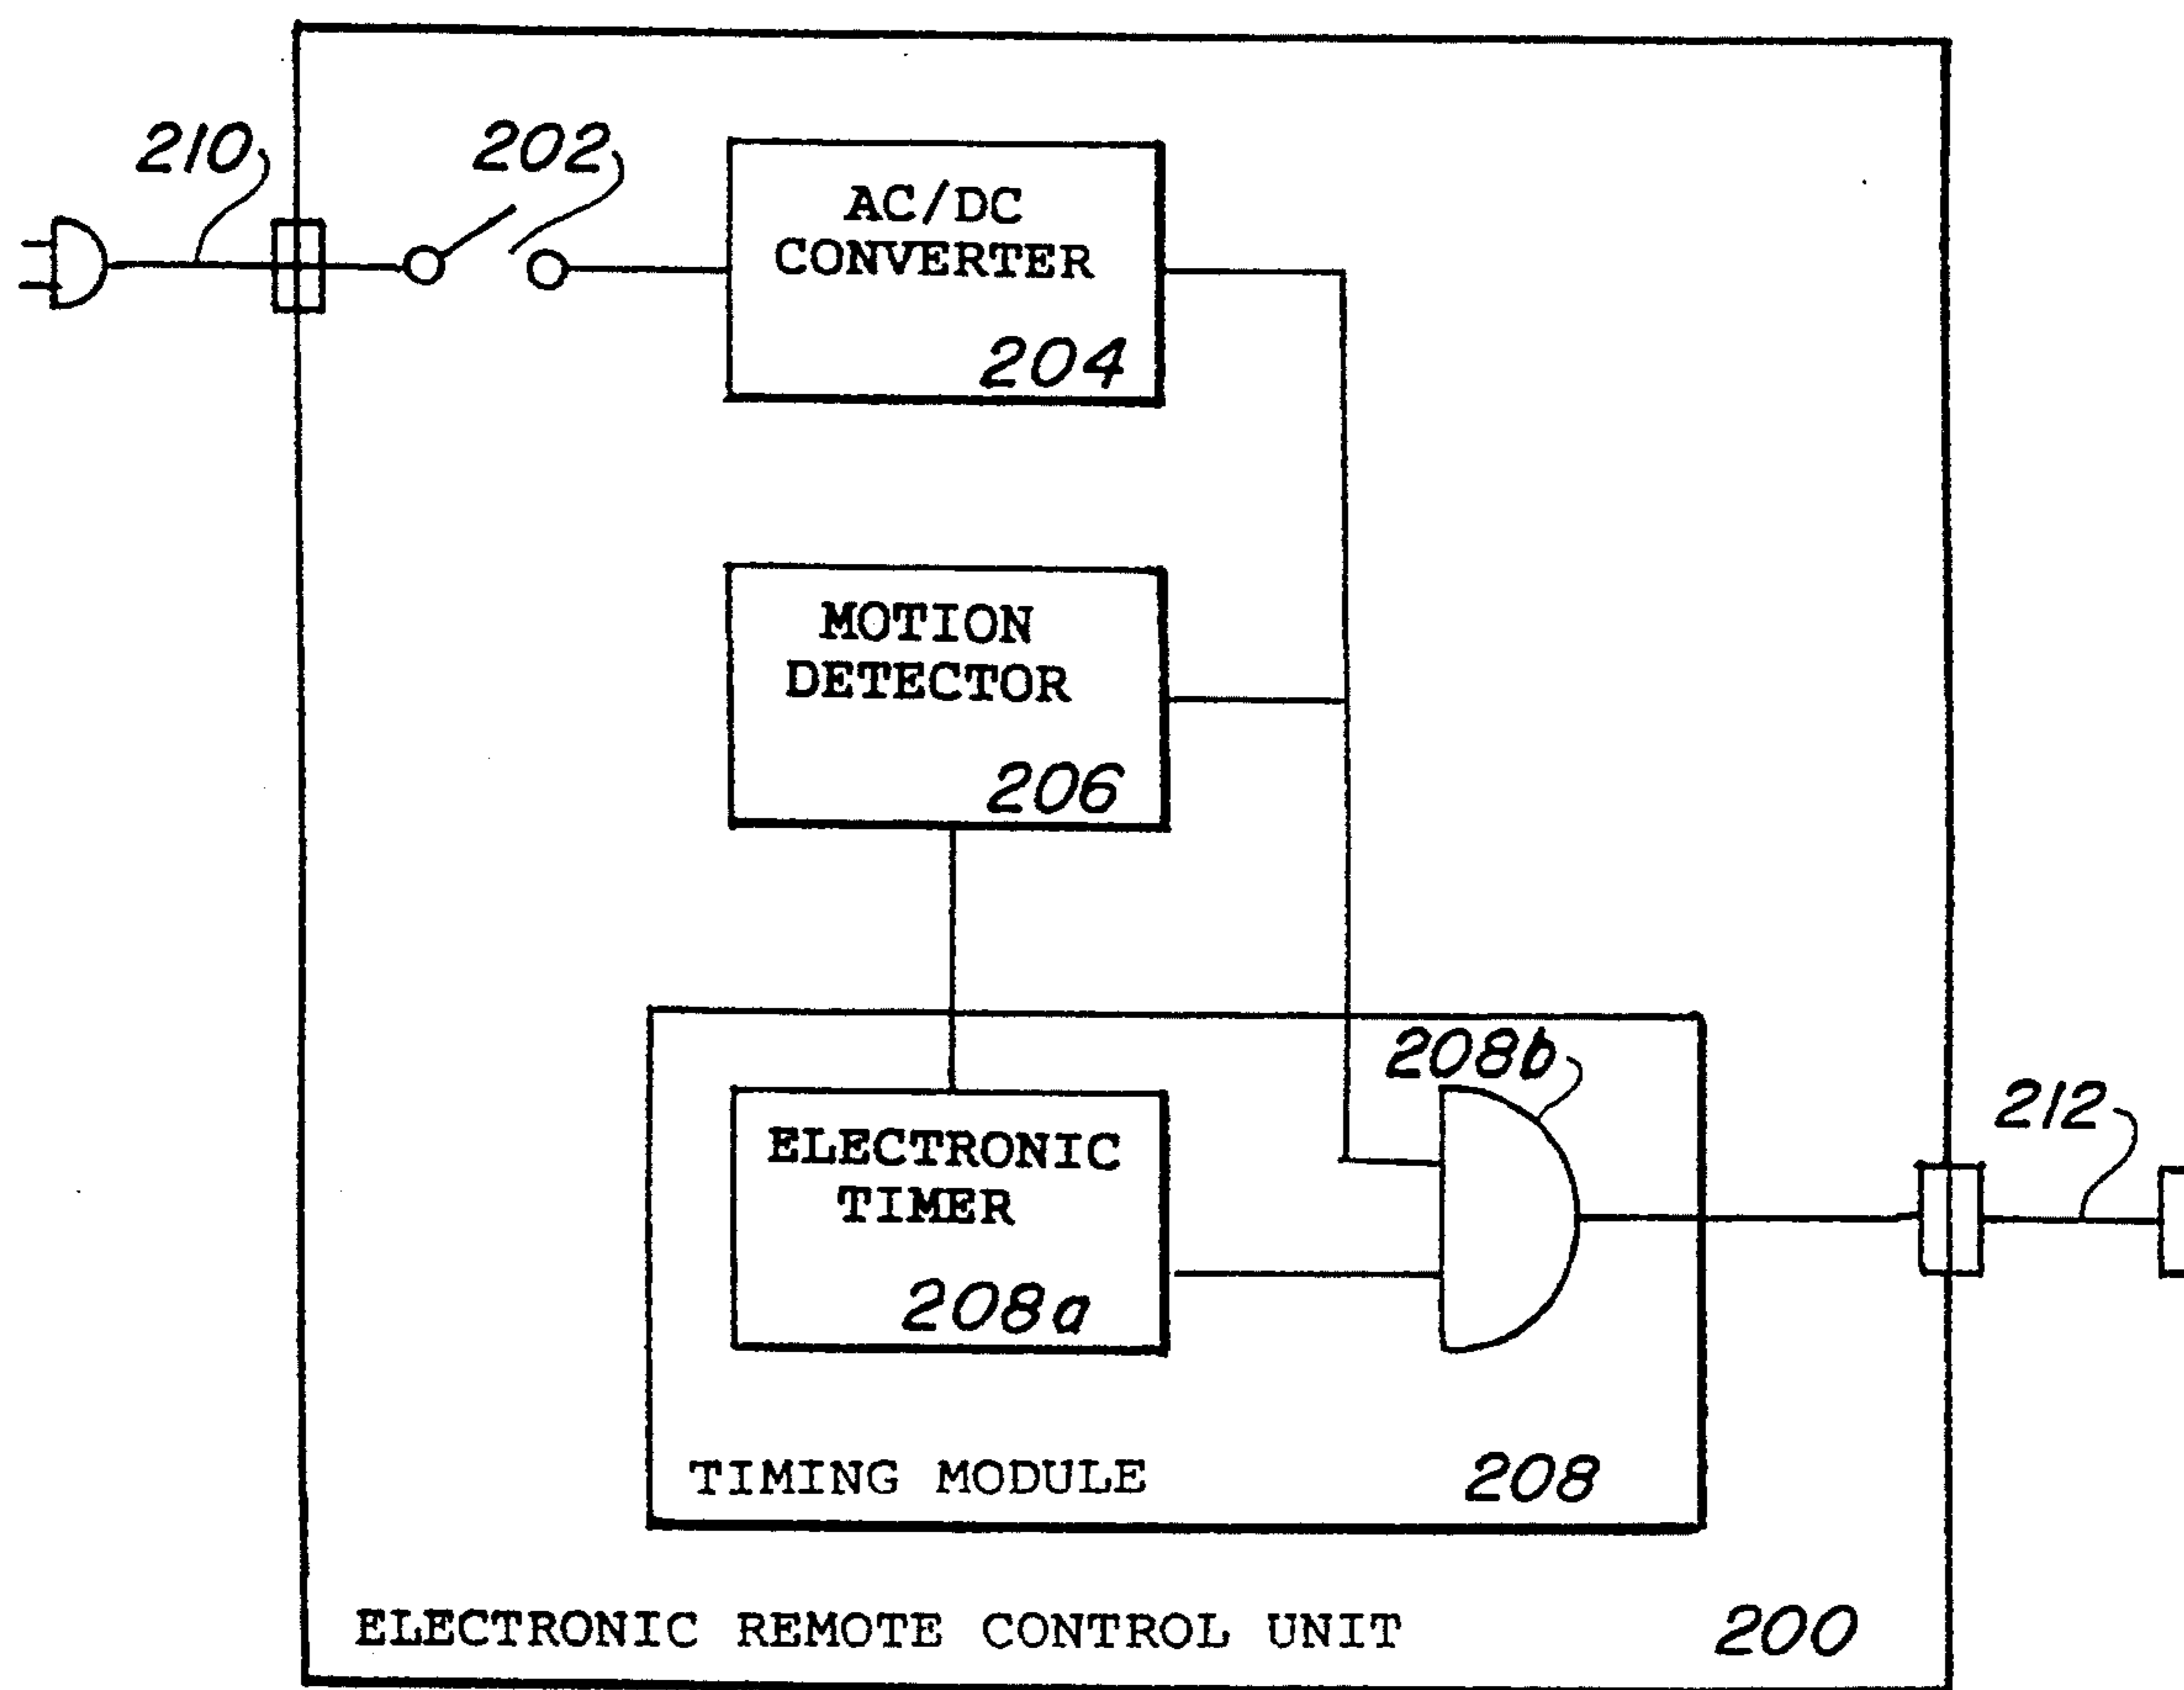 210
202
AC/DC
CONVERTER
204
MOTION
DETECTOR
206
208b
212
ELECTRONIC
TIMER
208a
TIMING MODULE 208
ELECTRONIC REMOTE CONTROL UNIT 200